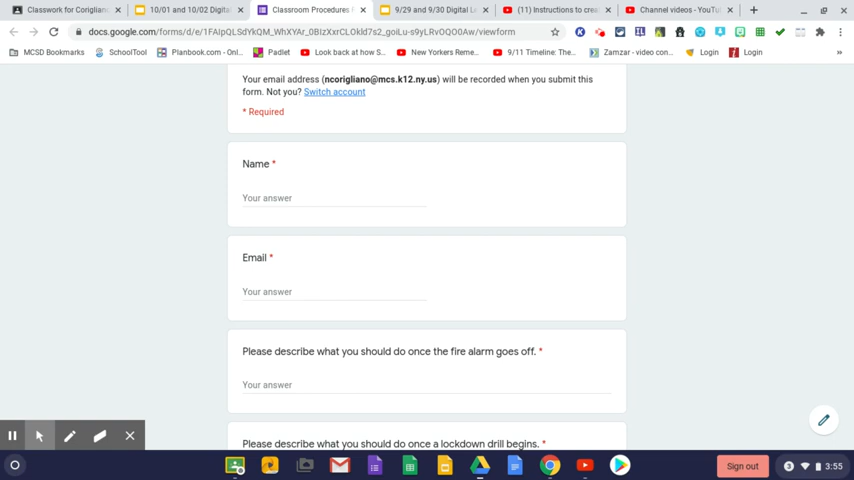 Classwork for Corigliano
10/01 and 10/02 Digital
Classroom Procedures
9/29 and 9/30 Digital Le
(11) Instructions to crea
Channel videos - YouTu
docs.google.com/forms/d/e/1FAIpQLSdYkQM_WhXYAr_0BIzXxrCLOkld7s2_goiLu-s9yLRvOQO0Aw/viewform
MCSD Bookmarks
SchoolTool
Planbook.com - Onl...
Padlet
Look back at how S...
New Yorkers Reme...
9/11 Timeline: The...
Zamzar - video con...
Login
Login
Your email address (ncorigliano@mcs.k12.ny.us) will be recorded when you submit this
form. Not you? Switch account
* Required
Name *
Your answer
Email *
Your answer
Please describe what you should do once the fire alarm goes off. *
Your answer
Please describe what you should do once a lockdown drill begins. *
Sign out
3
3:55